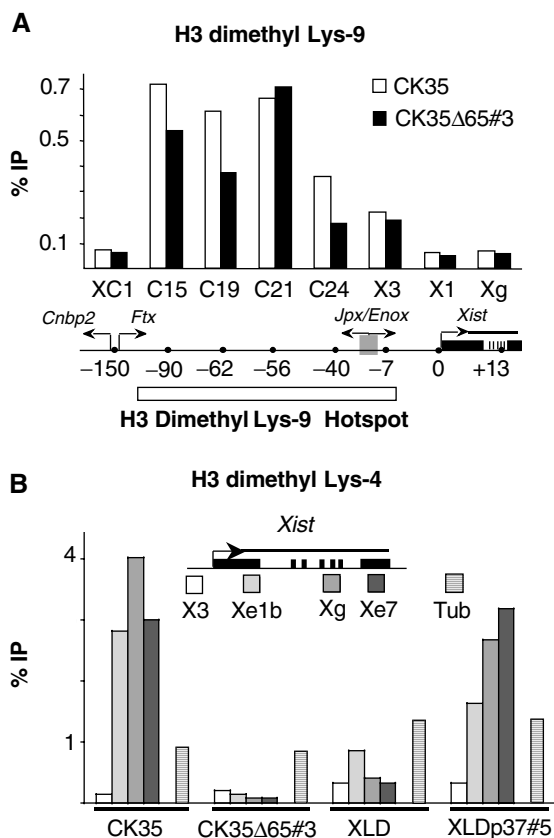 A
H3 dimethyl Lys-9
0.7
0.5
0.1
% IP
CK35
CK35Δ65#3
XC1 C15 C19 C21 C24 X3 X1 Xg
Cnbp2 Ftx Jpx/Enox Xist
–150 –90 –62 –56 –40 –7 0 +13
H3 Dimethyl Lys-9 Hotspot
B
H3 dimethyl Lys-4
Xist
4
1
% IP
X3 Xe1b Xg Xe7 Tub
CK35 CK35Δ65#3 XLD XLDp37#5